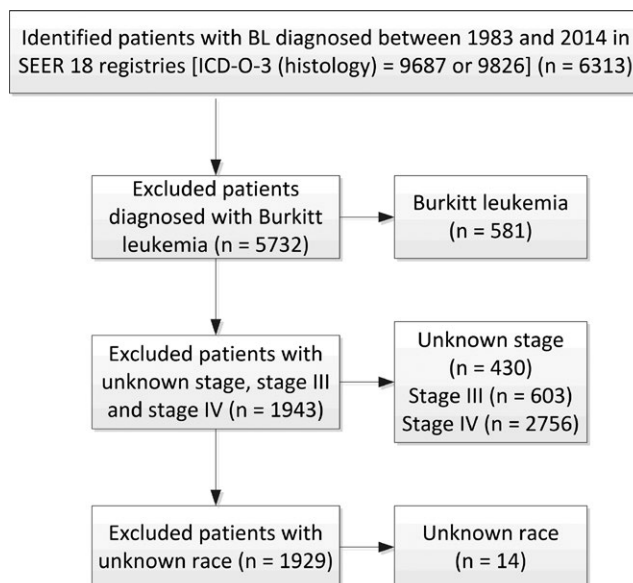 Identified patients with BL diagnosed between 1983 and 2014 in
SEER 18 registries [ICD-O-3 (histology) = 9687 or 9826] (n = 6313)
Excluded patients
diagnosed with Burkitt
leukemia (n = 5732)
Burkitt leukemia
(n = 581)
Excluded patients with
unknown stage, stage III
and stage IV (n = 1943)
Unknown stage
(n = 430)
Stage III (n = 603)
Stage IV (n = 2756)
Excluded patients with
unknown race (n = 1929)
Unknown race
(n = 14)